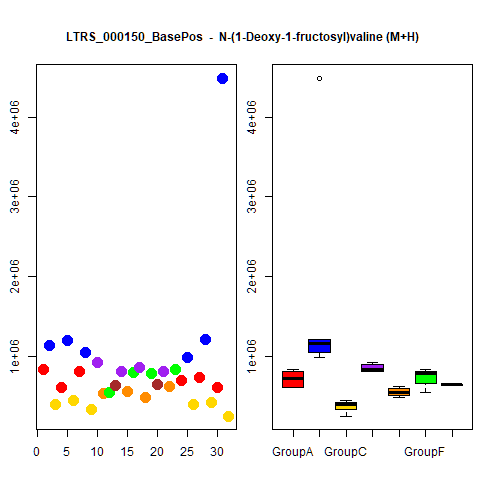 LTRS_000150_BasePos - N-(1-Deoxy-1-fructosyl)valine (M+H)
4e+06
3e+06
2e+06
1e+06
0 5 10 15 20 25 30
4e+06
3e+06
2e+06
1e+06
GroupA GroupC GroupF